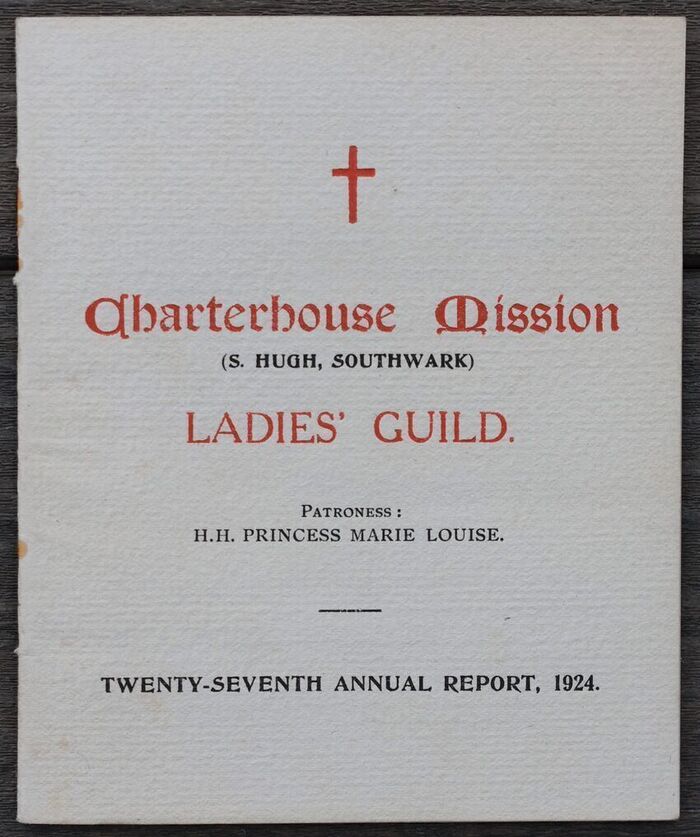 Charterhouse Mission
(S. HUGH, SOUTHWARK)
LADIES' GUILD.
PATRONESS :
H.H. PRINCESS MARIE LOUISE.
TWENTY-SEVENTH ANNUAL REPORT, 1924.